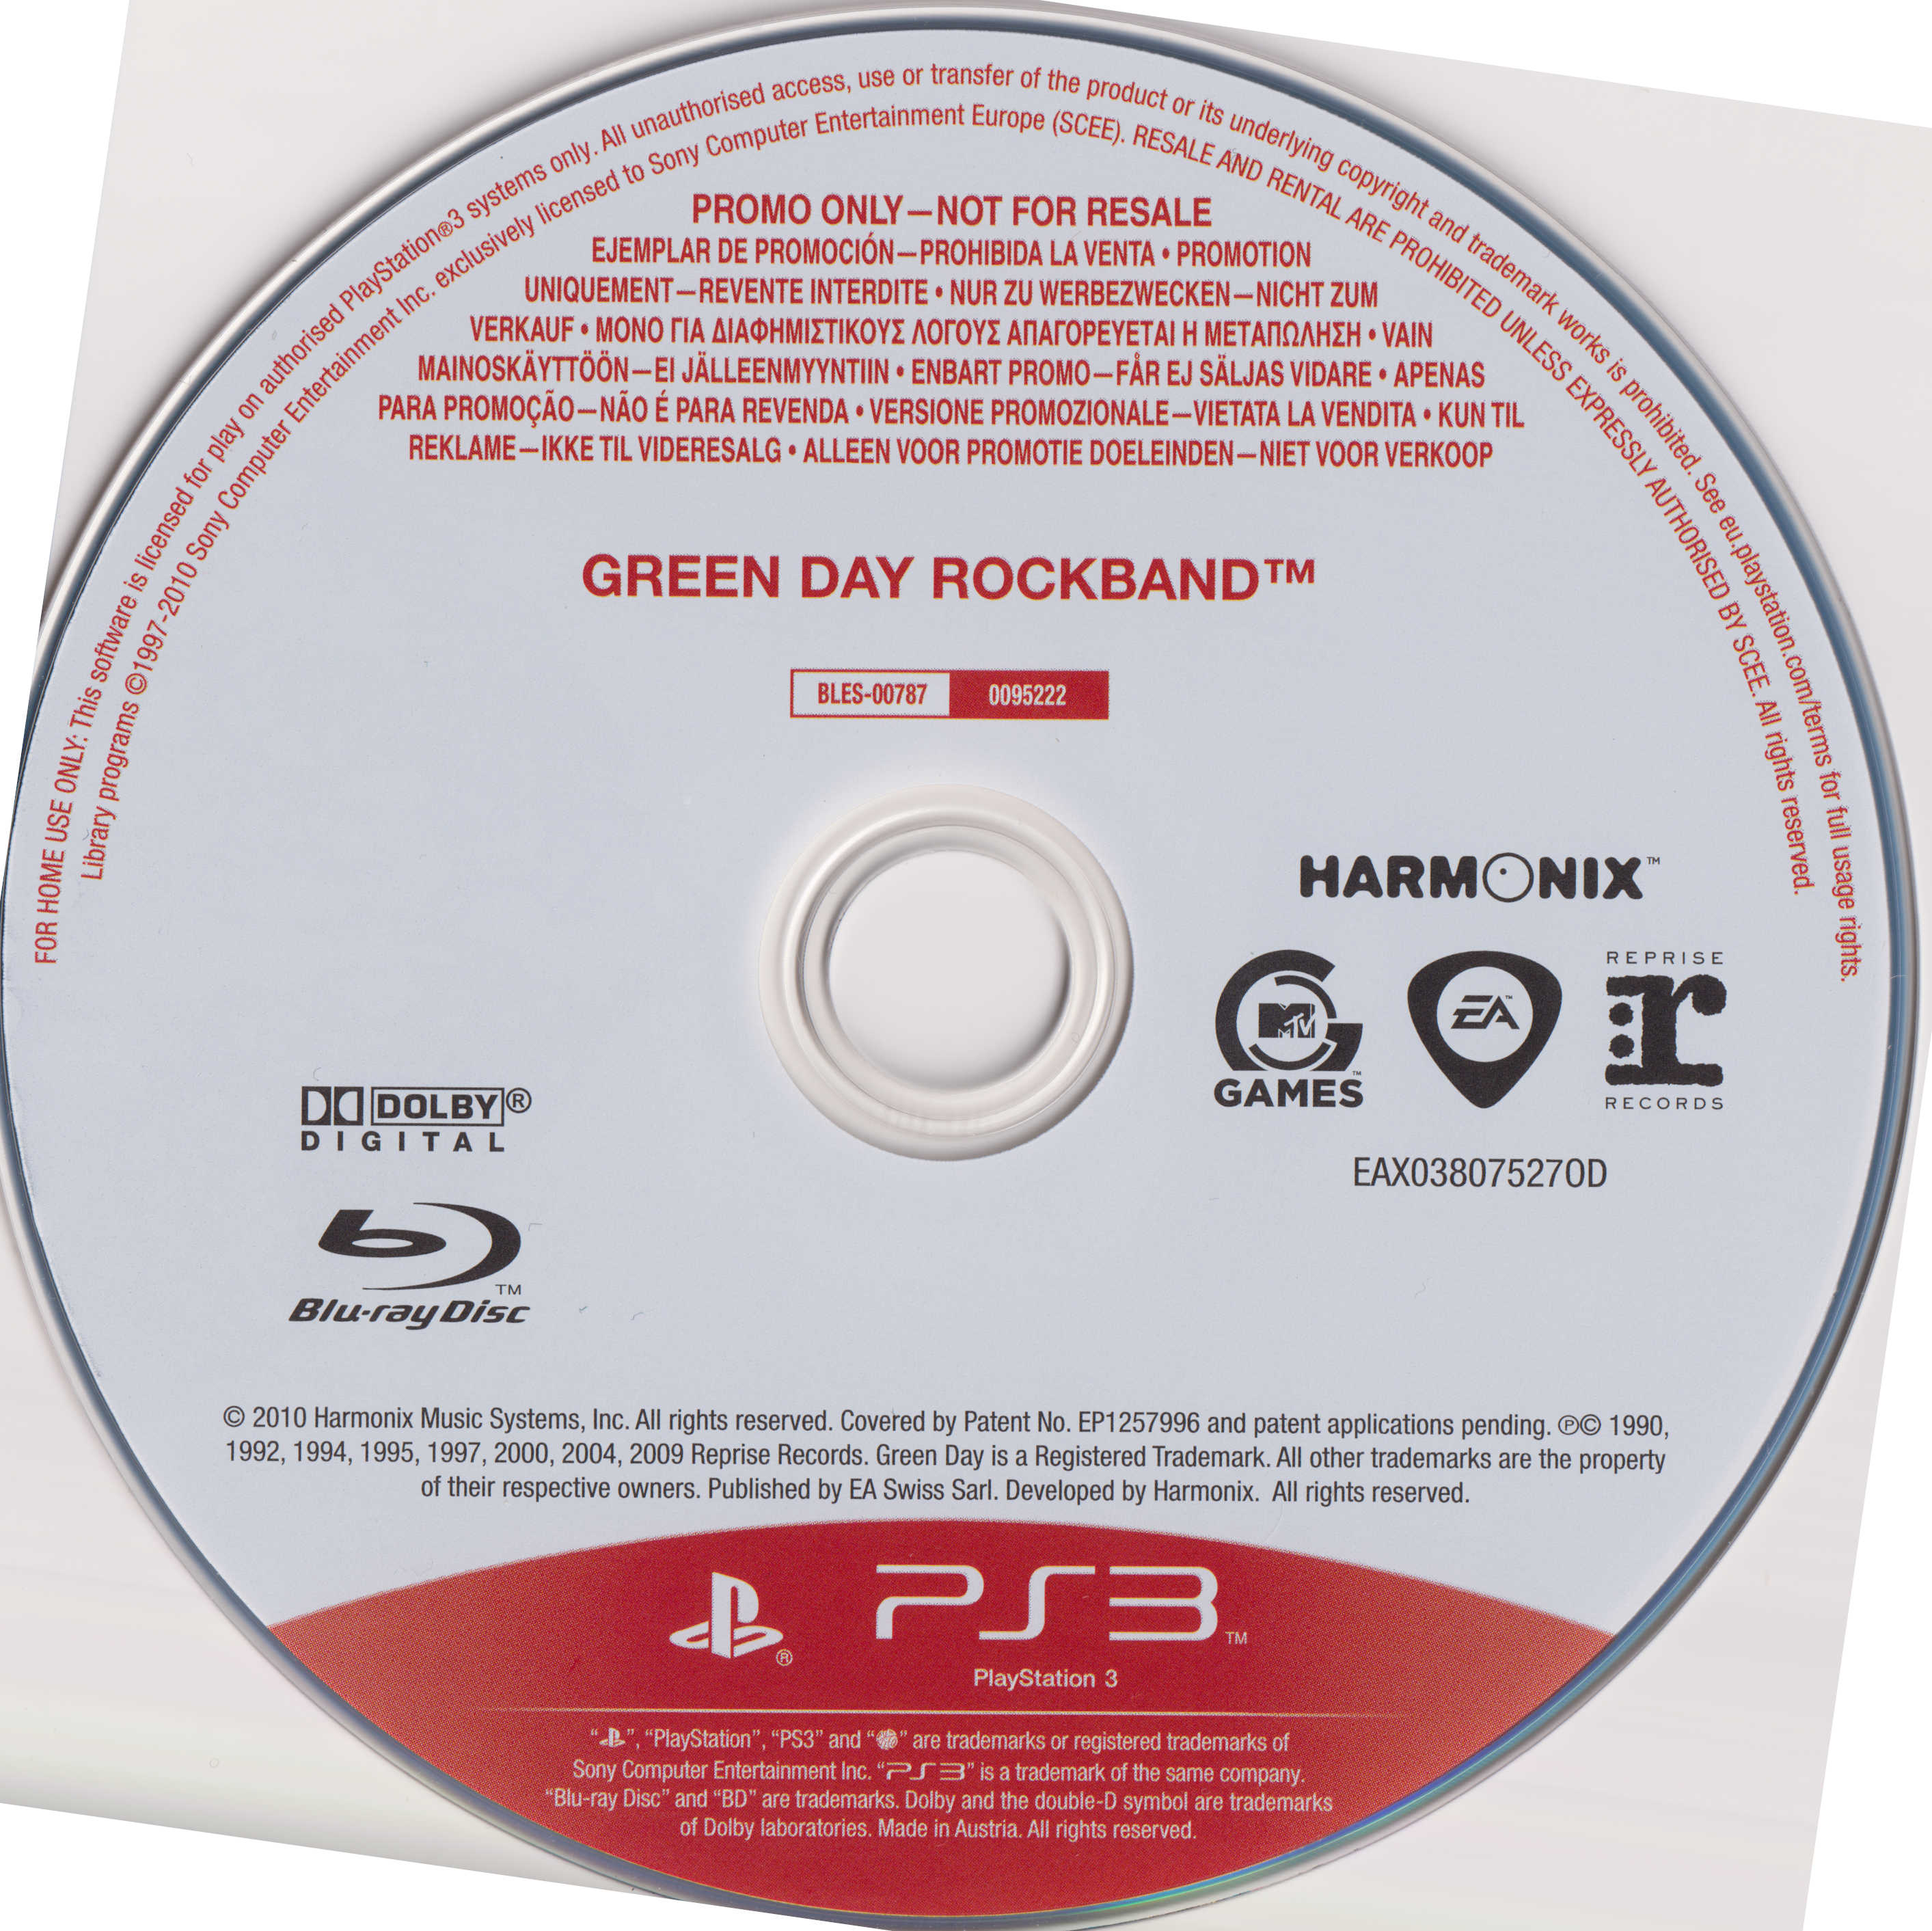 FOR HOME USE ONLY: This software is licensed for play on authorised PlayStation®3 systems only. All unauthorised access, use or transfer of the product or its underlying copyright and trademark works is prohibited. See eu.playstation.com/terms for full usage rights.
Library programs ©1997-2010 Sony Computer Entertainment Inc. exclusively licensed to Sony Computer Entertainment Europe (SCEE). RESALE AND RENTAL ARE PROHIBITED UNLESS EXPRESSLY AUTHORISED BY SCEE. All rights reserved.
PROMO ONLY—NOT FOR RESALE
EJEMPLAR DE PROMOCIÓN—PROHIBIDA LA VENTA • PROMOTION
UNIQUEMENT—REVENTE INTERDITE • NUR ZU WERBEZWECKEN—NICHT ZUM
VERKAUF • ΜΟΝΟ ΓΙΑ ΔΙΑΦΗΜΙΣΤΙΚΟΥΣ ΛΟΓΟΥΣ ΑΠΑΓΟΡΕΥΕΤΑΙ Η ΜΕΤΑΠΩΛΗΣΗ • VAIN
MAINOSKÄYTTÖÖN—EI JÄLLEENMYYNTIIN • ENBART PROMO—FÅR EJ SÄLJAS VIDARE • APENAS
PARA PROMOÇÃO—NÃO É PARA REVENDA • VERSIONE PROMOZIONALE—VIETATA LA VENDITA • KUN TIL
REKLAME—IKKE TIL VIDERESALG • ALLEEN VOOR PROMOTIE DOELEINDEN—NIET VOOR VERKOOP
GREEN DAY ROCKBAND™
BLES-00787 0095222
HARMONIX™
MTV GAMES™
EA™
REPRISE
r
RECORDS
EAX03807527OD
DOLBY®
DIGITAL
Blu-ray Disc™
© 2010 Harmonix Music Systems, Inc. All rights reserved. Covered by Patent No. EP1257996 and patent applications pending. ℗© 1990,
1992, 1994, 1995, 1997, 2000, 2004, 2009 Reprise Records. Green Day is a Registered Trademark. All other trademarks are the property
of their respective owners. Published by EA Swiss Sarl. Developed by Harmonix. All rights reserved.
® PS3™
PlayStation 3
“ ”, “PlayStation”, “PS3” and “ ” are trademarks or registered trademarks of
Sony Computer Entertainment Inc. “PS3” is a trademark of the same company.
“Blu-ray Disc” and “BD” are trademarks. Dolby and the double-D symbol are trademarks
of Dolby laboratories. Made in Austria. All rights reserved.